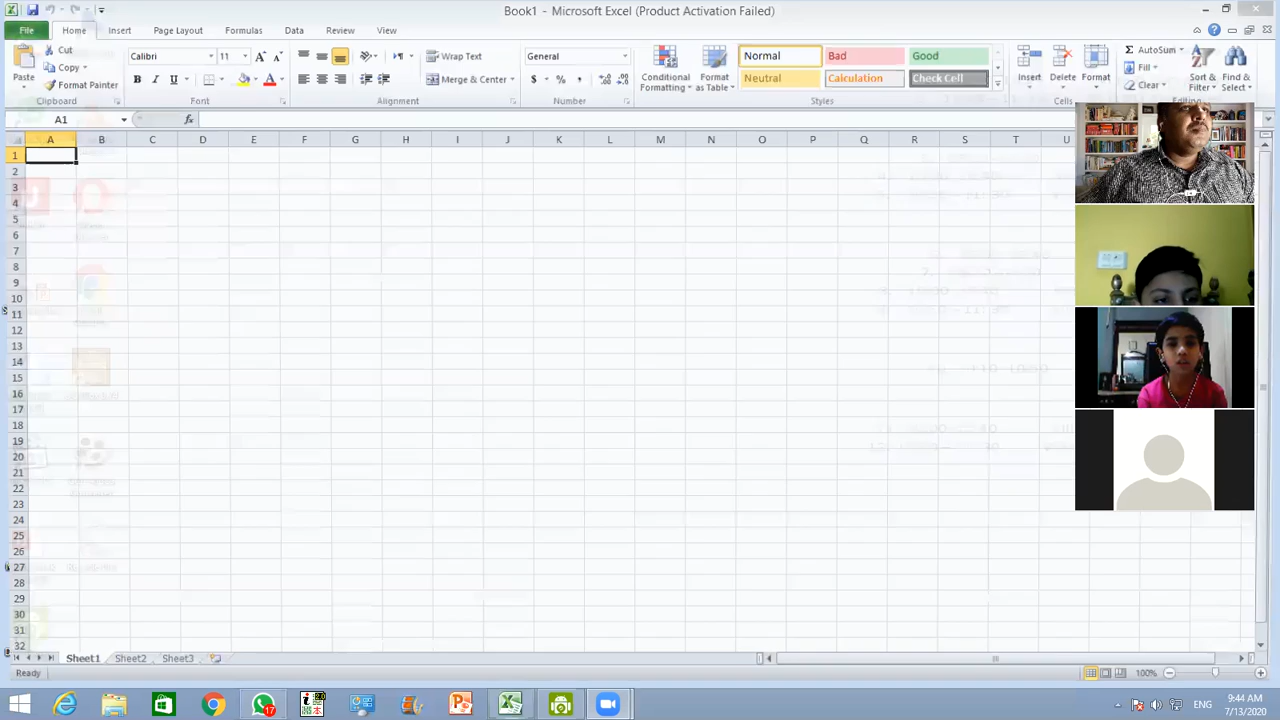 Book1 - Microsoft Excel (Product Activation Failed)
File Home Insert Page Layout Formulas Data Review View
Cut
Copy
Format Painter
Paste
Clipboard
Calibri 11
B I U
Font
Wrap Text
Merge & Center
Alignment
General
$ % ,
Number
Conditional Formatting
Format as Table
Normal Bad Good
Neutral Calculation Check Cell
Styles
Insert Delete Format
Cells
AutoSum
Fill
Clear
Sort & Filter
Find & Select
Editing
A1 fx
A B C D E F G I K L M N O P Q R S T U
1
2
3
4
5
6
7
8
9
10
11
12
13
14
15
16
17
18
19
20
21
22
23
24
25
26
27
28
29
30
31
32
Sheet1 Sheet2 Sheet3
Ready 100%
17 ENG 9:44 AM
7/13/2020